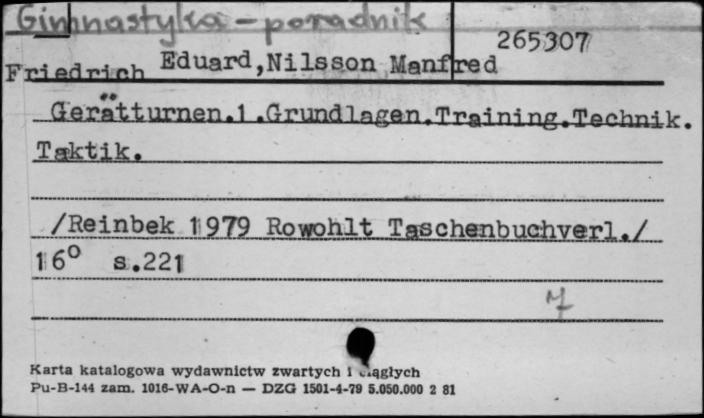 Gimnastyka - poradnik
265307
Friedrich Eduard,Nilsson Manfred
Gerätturnen.1.Grundlagen.Training.Technik.
Taktik.
/Reinbek 1979 Rowohlt Taschenbuchverl./
16° s.221
Karta katalogowa wydawnictw zwartych i ciągłych
Pu-B-144 zam. 1016-WA-O-n — DZG 1501-4-79 5.050.000 2 81